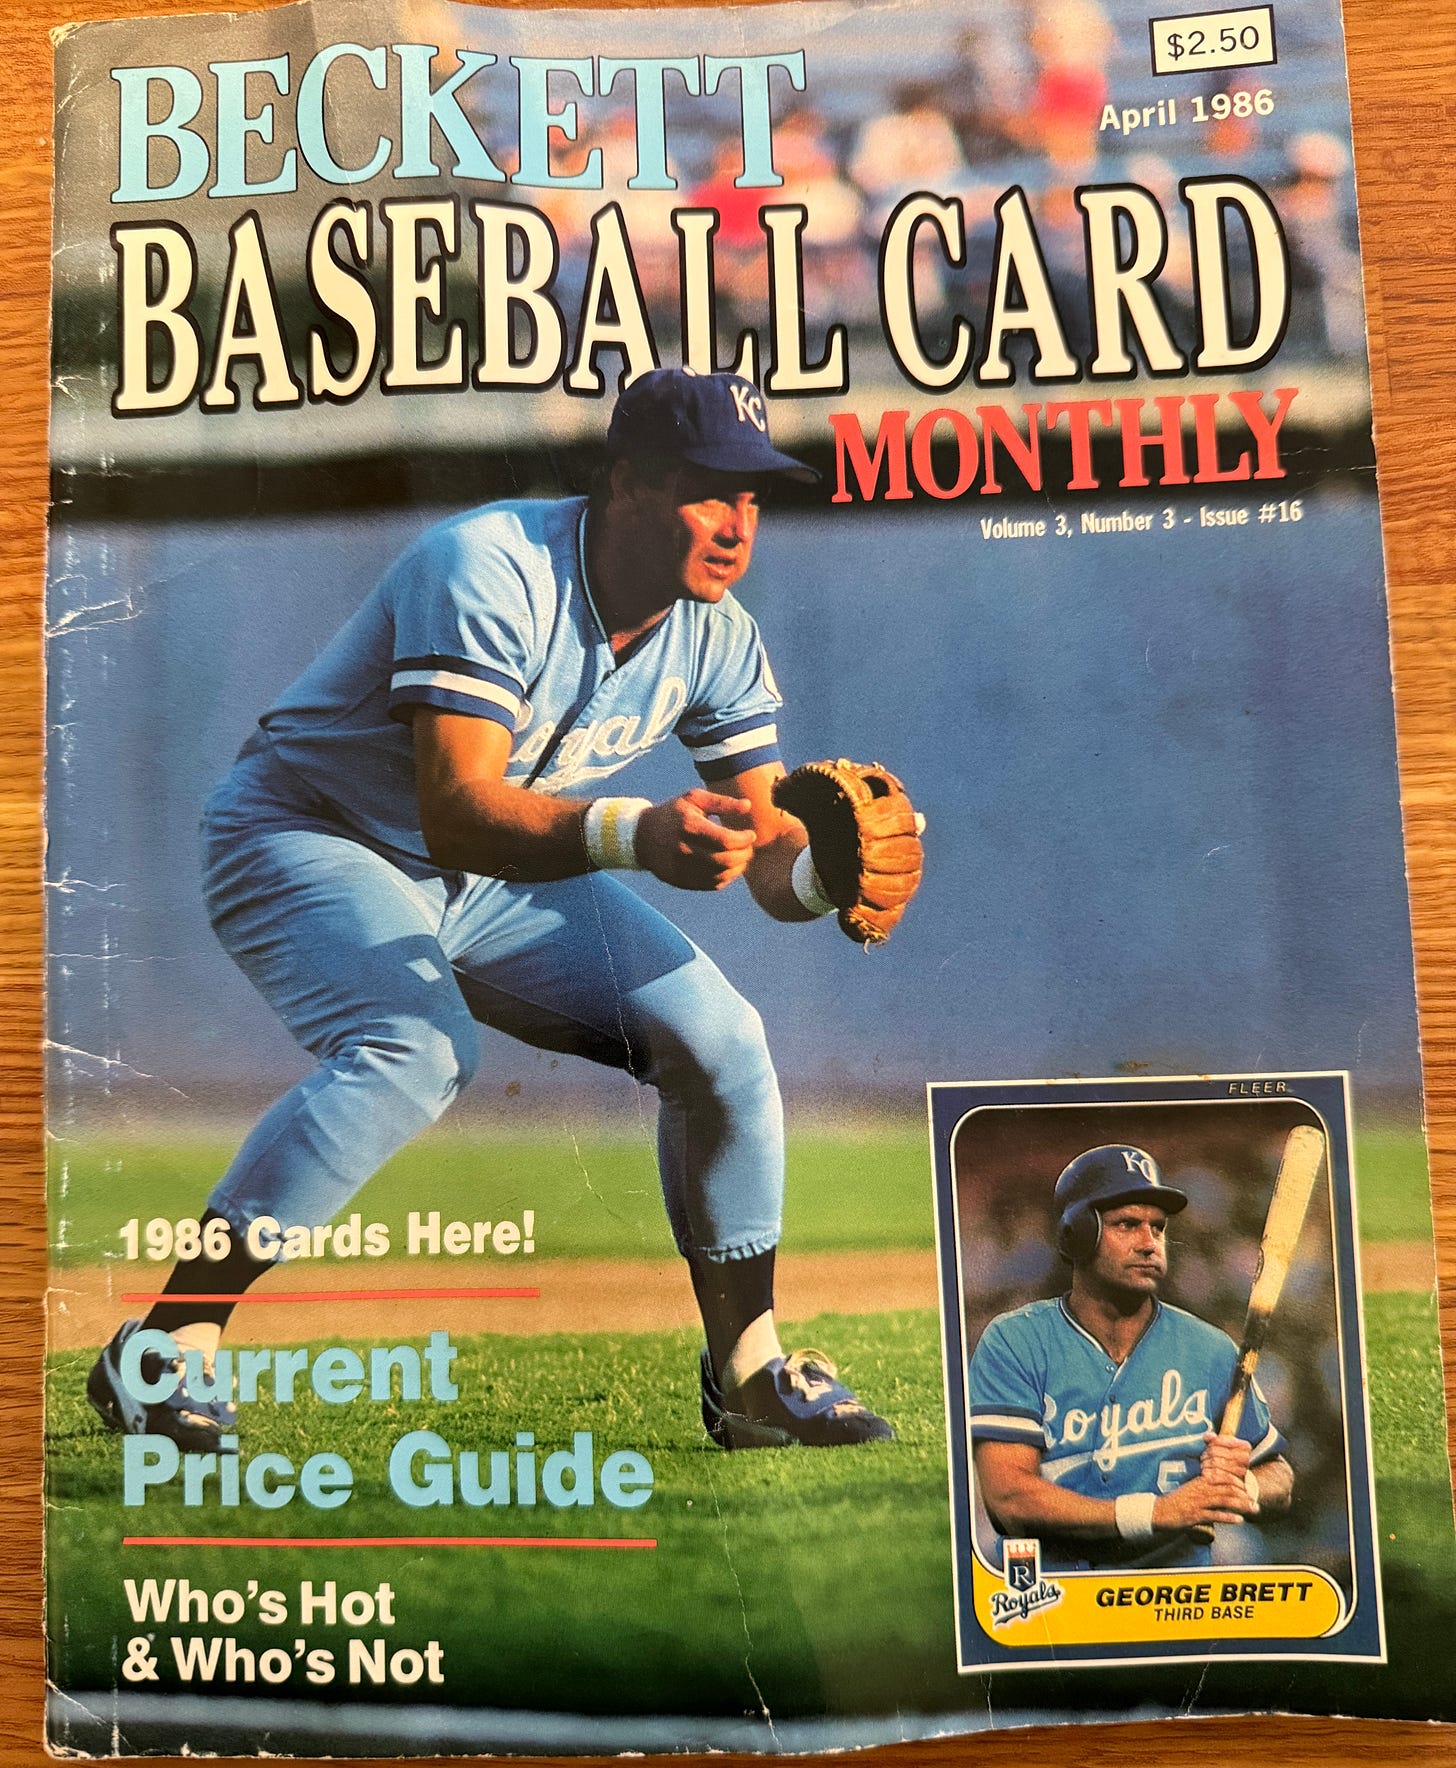 $2.50
April 1986
BECKETT
BASEBALL CARD
MONTHLY
Volume 3, Number 3 - Issue #16
KC
Royals
1986 Cards Here!
Current
Price Guide
Who's Hot
& Who's Not
FLEER
KC
Royals
5
R
Royals
GEORGE BRETT
THIRD BASE